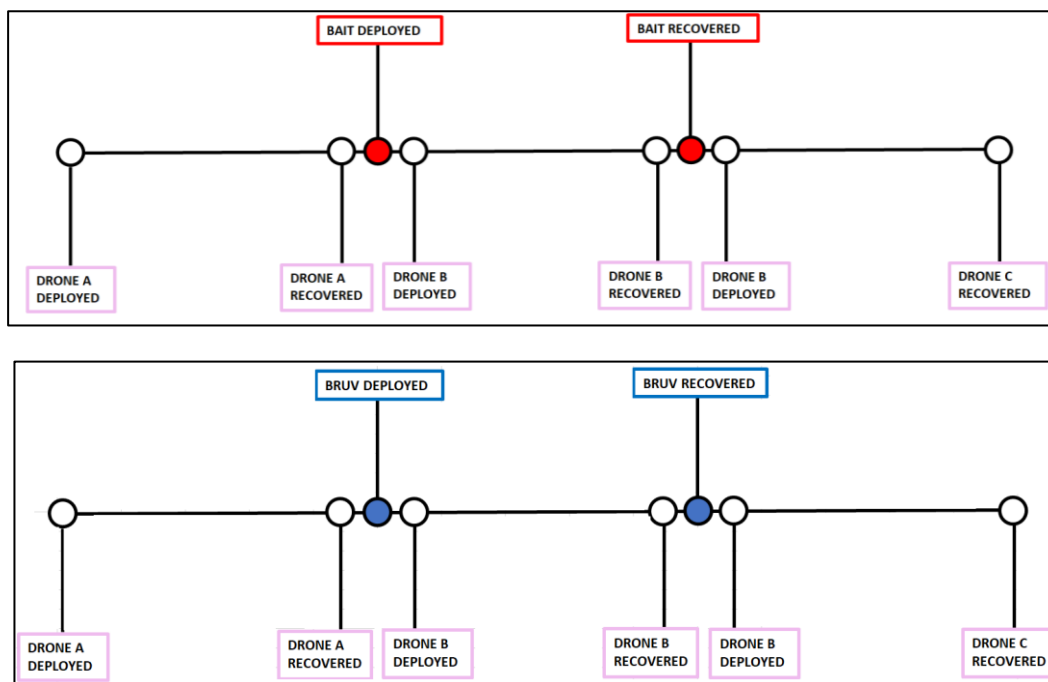 BAIT DEPLOYED
BAIT RECOVERED
DRONE A
DEPLOYED
DRONE A
RECOVERED
DRONE B
DEPLOYED
DRONE B
RECOVERED
DRONE B
DEPLOYED
DRONE C
RECOVERED
BRUV DEPLOYED
BRUV RECOVERED
DRONE A
DEPLOYED
DRONE A
RECOVERED
DRONE B
DEPLOYED
DRONE B
RECOVERED
DRONE B
DEPLOYED
DRONE C
RECOVERED